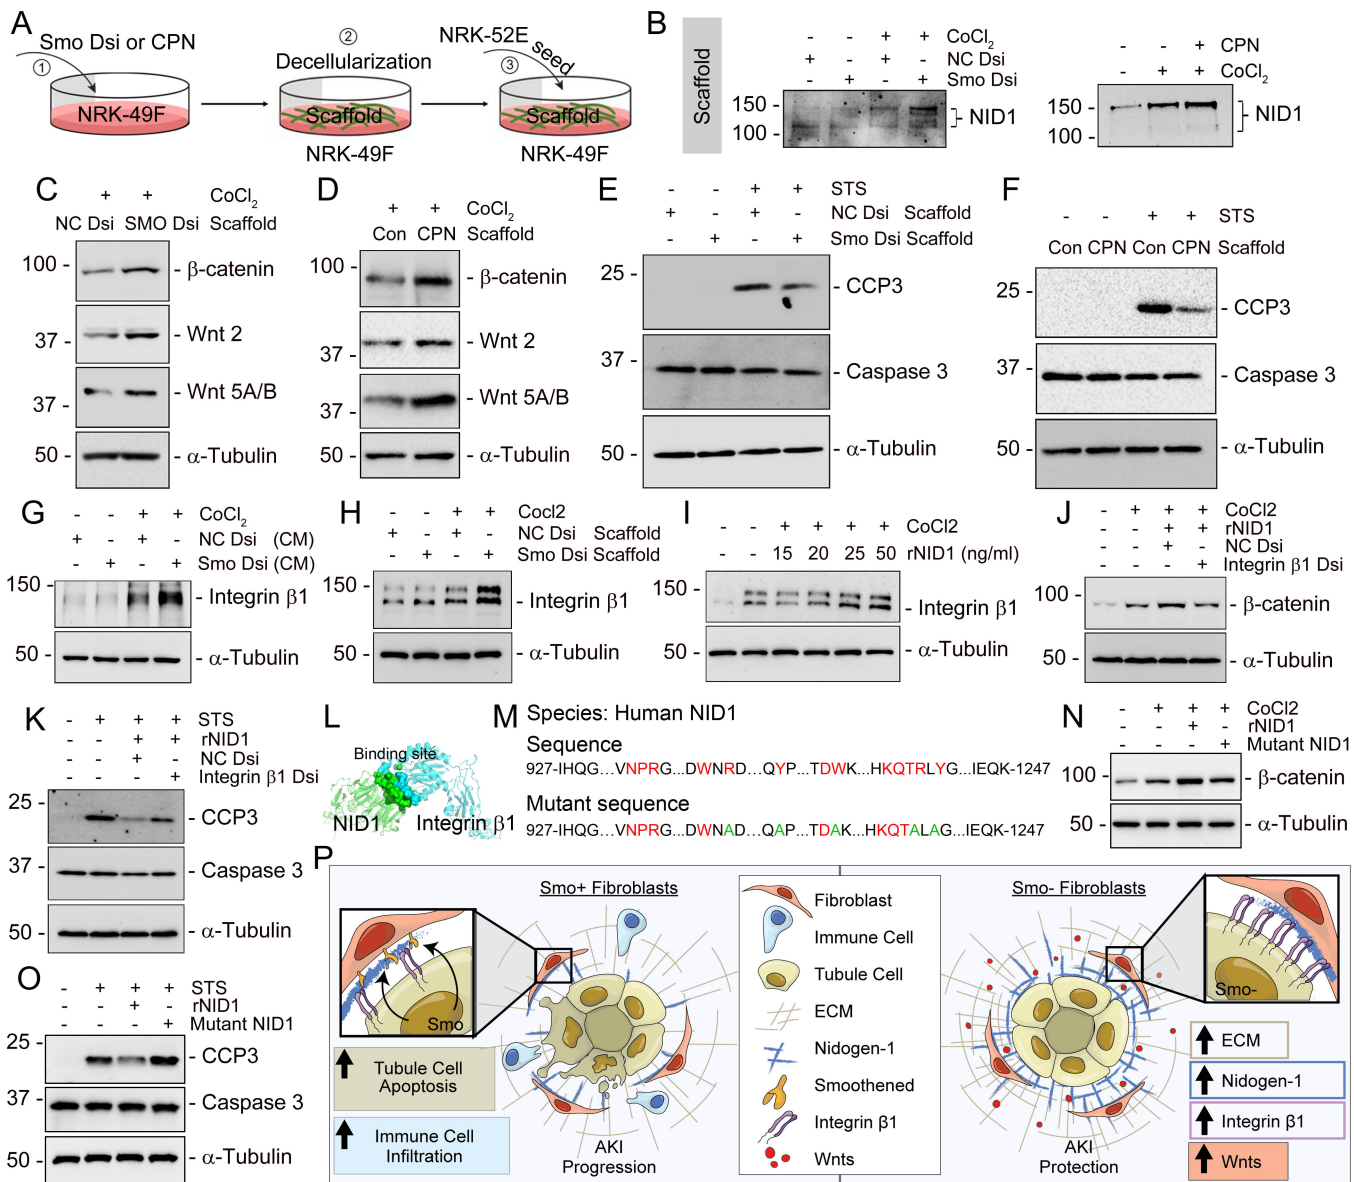 A
Smo Dsi or CPN
①
NRK-49F
②
Decellularization
Scaffold
NRK-49F
NRK-52E seed
③
Scaffold
NRK-49F
B
Scaffold
- - + + CoCl2
+ - + - NC Dsi
- + - + Smo Dsi
150 -
100 -
NID1
- - + CPN
- + + CoCl2
150 -
100 -
NID1
C
+ + CoCl2
NC Dsi SMO Dsi Scaffold
100 - - β-catenin
37 - - Wnt 2
37 - - Wnt 5A/B
50 - - α-Tubulin
D
+ + CoCl2
Con CPN Scaffold
100 - - β-catenin
37 - - Wnt 2
37 - - Wnt 5A/B
50 - - α-Tubulin
E
- - + + STS
+ - + - NC Dsi Scaffold
- + - + Smo Dsi Scaffold
25 - - CCP3
37 - - Caspase 3
50 - - α-Tubulin
F
- - + + STS
Con CPN Con CPN Scaffold
25 - - CCP3
37 - - Caspase 3
50 - - α-Tubulin
G
- - + + CoCl2
+ - + - NC Dsi (CM)
- + - + Smo Dsi (CM)
150 - - Integrin β1
50 - - α-Tubulin
H
- - + + Cocl2
+ - + - NC Dsi Scaffold
- + - + Smo Dsi Scaffold
150 - - Integrin β1
50 - - α-Tubulin
I
- - + + + + CoCl2
- - 15 20 25 50 rNID1 (ng/ml)
150 - - Integrin β1
50 - - α-Tubulin
J
- + + + CoCl2
- - + + rNID1
- - + - NC Dsi
- - - + Integrin β1 Dsi
100 - - β-catenin
50 - - α-Tubulin
K
- + + + STS
- - + + rNID1
- - + - NC Dsi
- - - + Integrin β1 Dsi
25 - - CCP3
37 - - Caspase 3
50 - - α-Tubulin
L
Binding site
NID1 Integrin β1
M
Species: Human NID1
Sequence
927-IHQG...VNPRG...DWNRD...QYP...TDWK...HKQTRLYG...IEQK-1247
Mutant sequence
927-IHQG...VNPRG...DWNAD...QAP...TDAK...HKQTALAG...IEQK-1247
N
- + + + CoCl2
- - + - rNID1
- - - + Mutant NID1
100 - - β-catenin
50 - - α-Tubulin
O
- + + + STS
- - + - rNID1
- - - + Mutant NID1
25 - - CCP3
37 - - Caspase 3
50 - - α-Tubulin
P
Smo+ Fibroblasts
Smo
Tubule Cell
Apoptosis
Immune Cell
Infiltration
AKI
Progression
Fibroblast
Immune Cell
Tubule Cell
ECM
Nidogen-1
Smoothened
Integrin β1
Wnts
Smo- Fibroblasts
Smo-
AKI
Protection
ECM
Nidogen-1
Integrin β1
Wnts